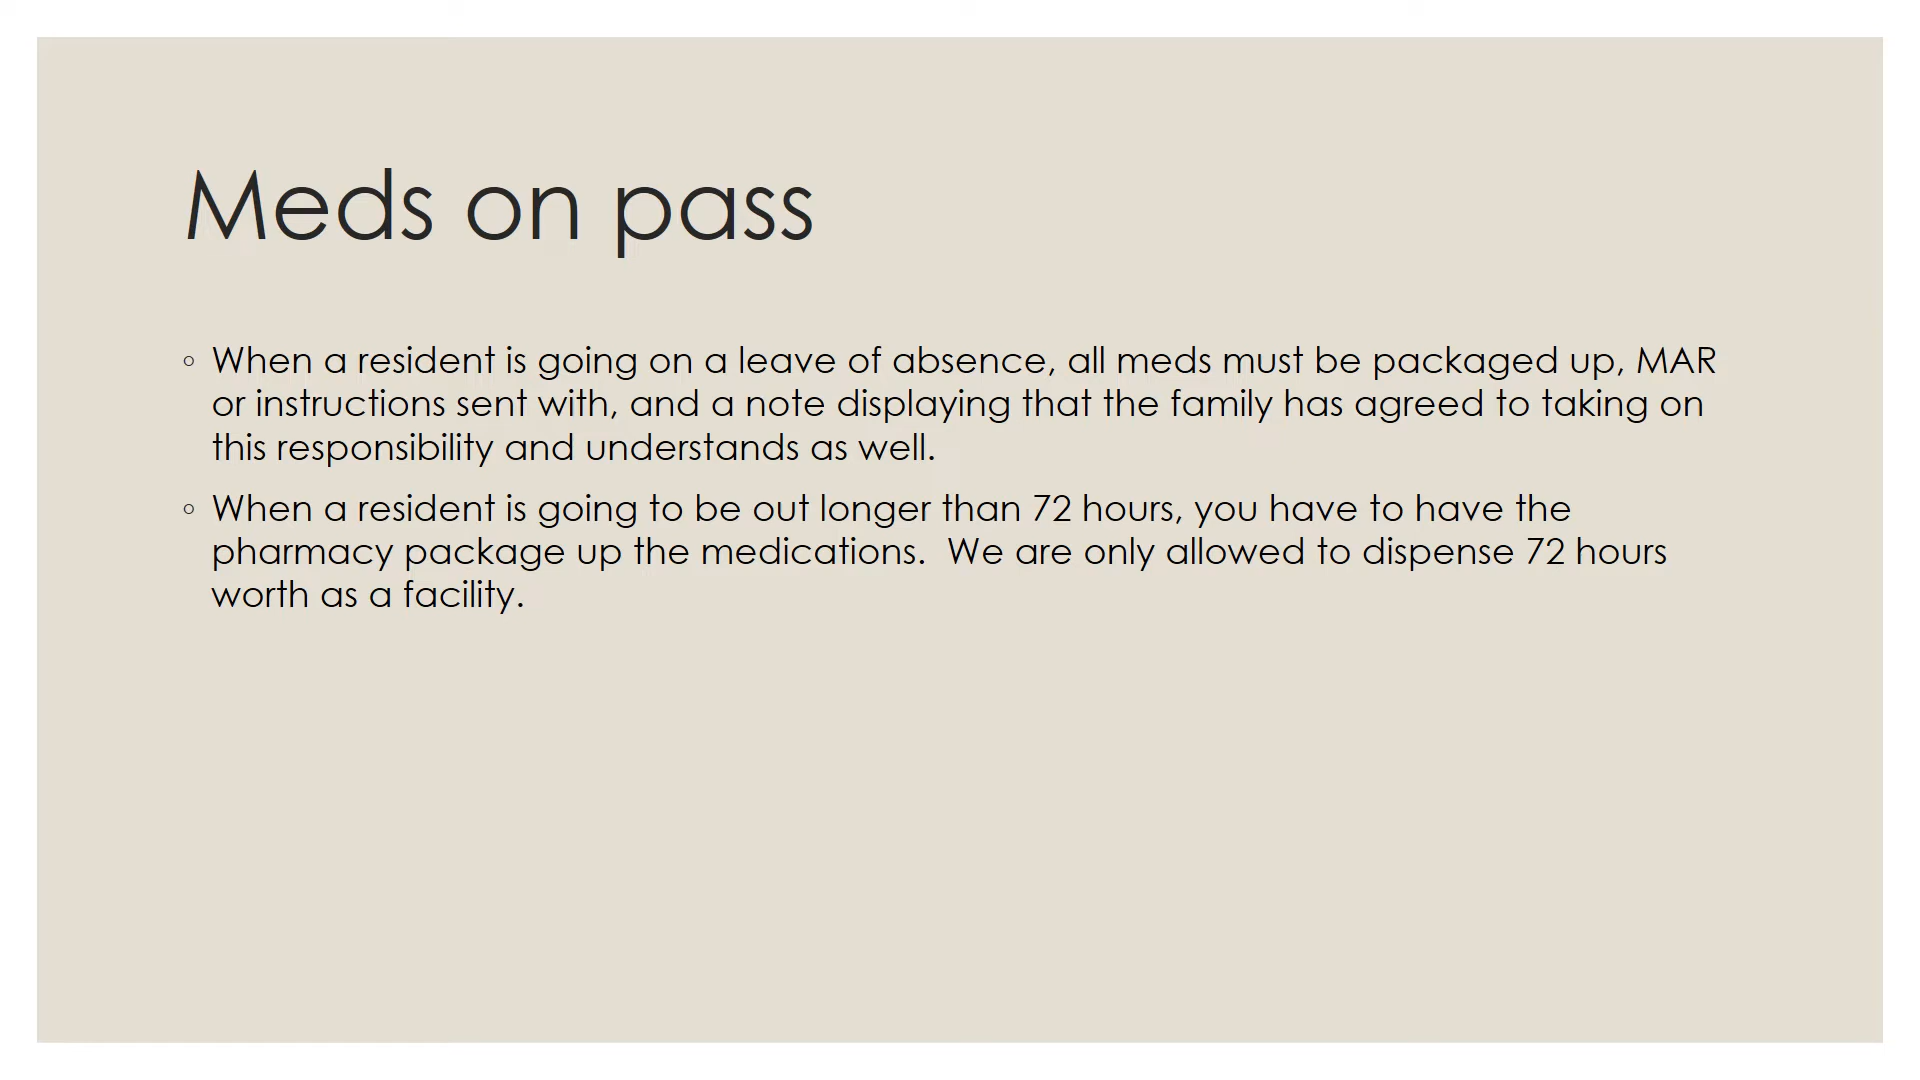 Meds on pass
◦ When a resident is going on a leave of absence, all meds must be packaged up, MAR
or instructions sent with, and a note displaying that the family has agreed to taking on
this responsibility and understands as well.
◦ When a resident is going to be out longer than 72 hours, you have to have the
pharmacy package up the medications.  We are only allowed to dispense 72 hours
worth as a facility.